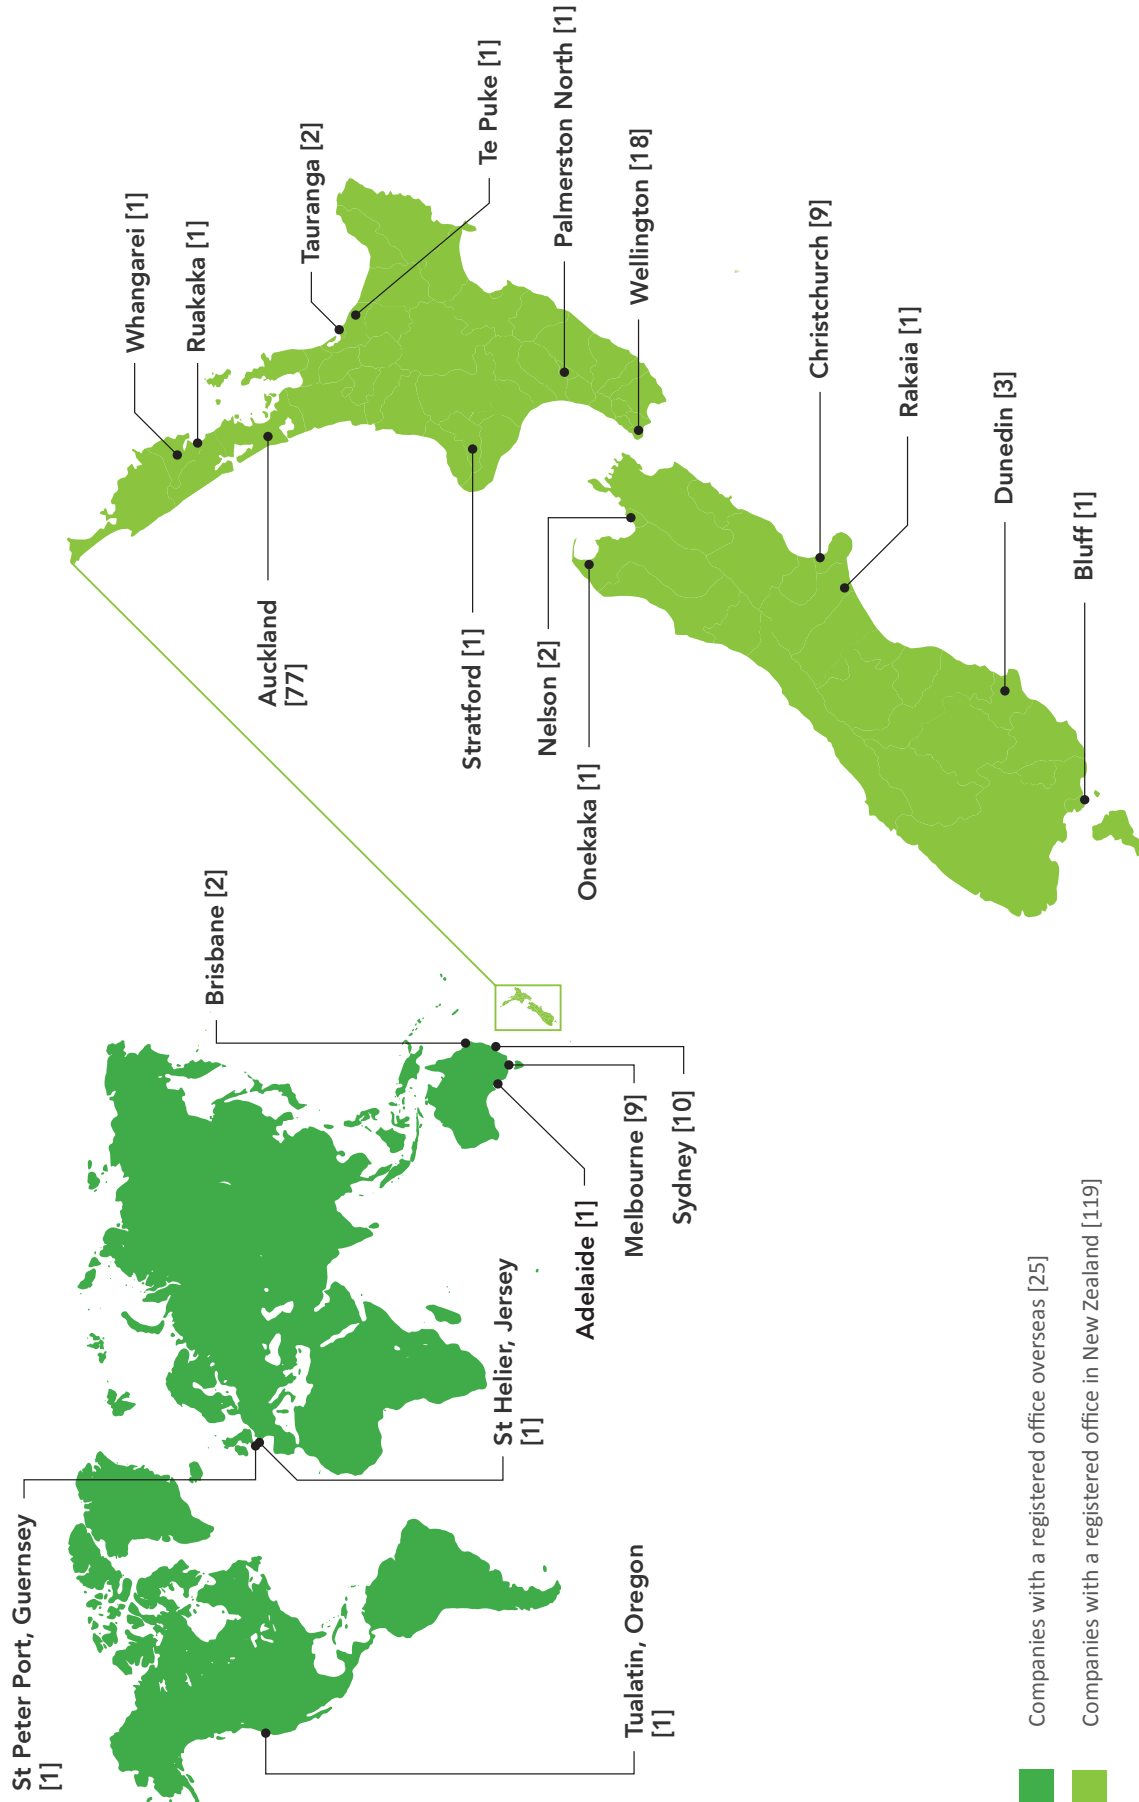 St Peter Port, Guernsey
[1]
Tualatin, Oregon
[1]
St Helier, Jersey
[1]
Brisbane [2]
Adelaide [1]
Melbourne [9]
Sydney [10]
Whangarei [1]
Ruakaka [1]
Auckland
[77]
Tauranga [2]
Te Puke [1]
Stratford [1]
Palmerston North [1]
Wellington [18]
Nelson [2]
Onekaka [1]
Christchurch [9]
Rakaia [1]
Dunedin [3]
Bluff [1]
Companies with a registered office overseas [25]
Companies with a registered office in New Zealand [119]